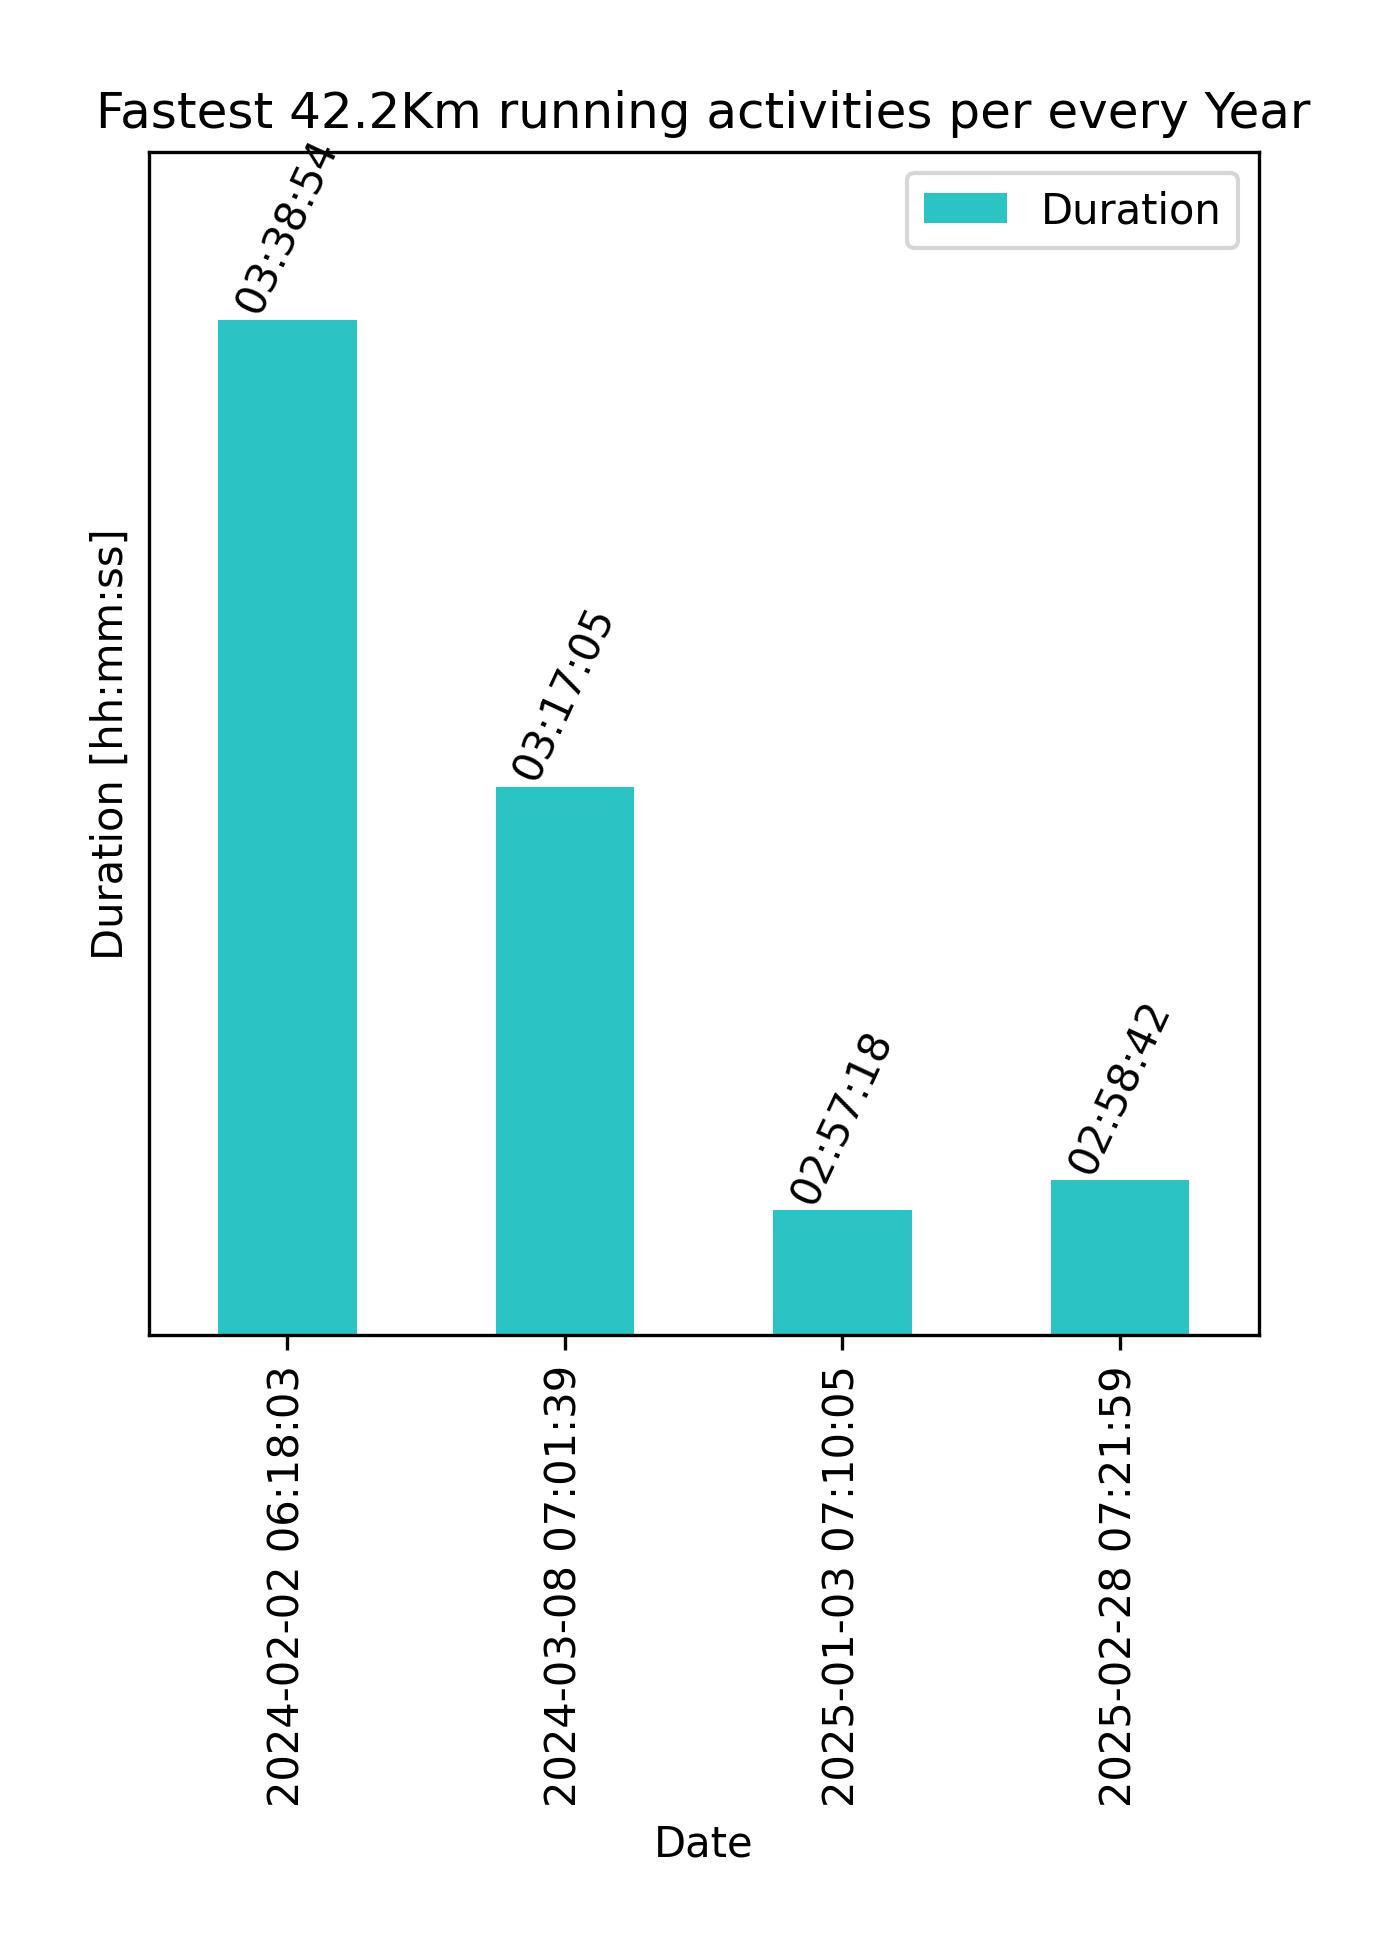 Fastest 42.2Km running activities per every Year
Duration
Duration [hh:mm:ss]
03:38:54
03:17:05
02:57:18
02:58:42
2024-02-02 06:18:03
2024-03-08 07:01:39
2025-01-03 07:10:05
2025-02-28 07:21:59
Date